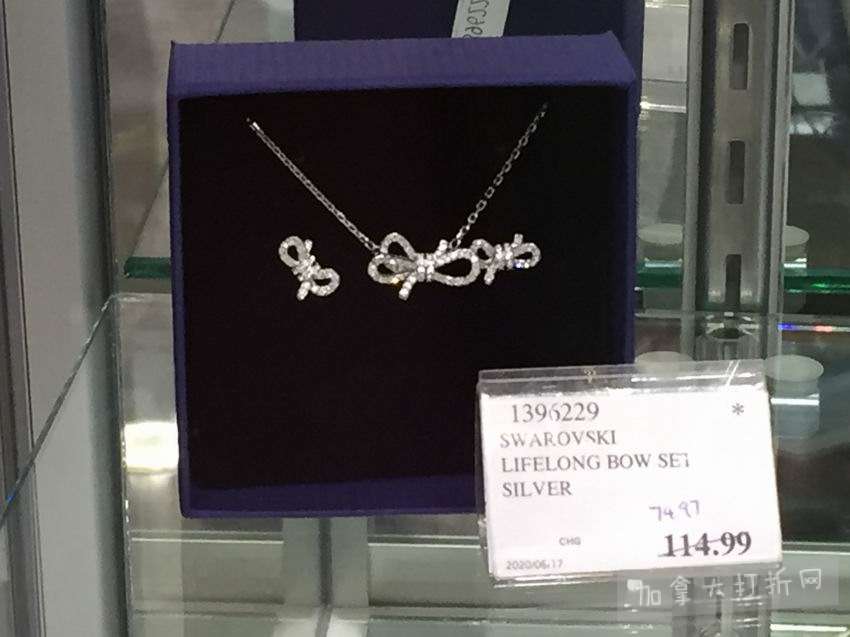 1396229 *
SWAROVSKI
LIFELONG BOW SET
SILVER
74.97
CHG 114.99
2020/06/17
加拿大打折网